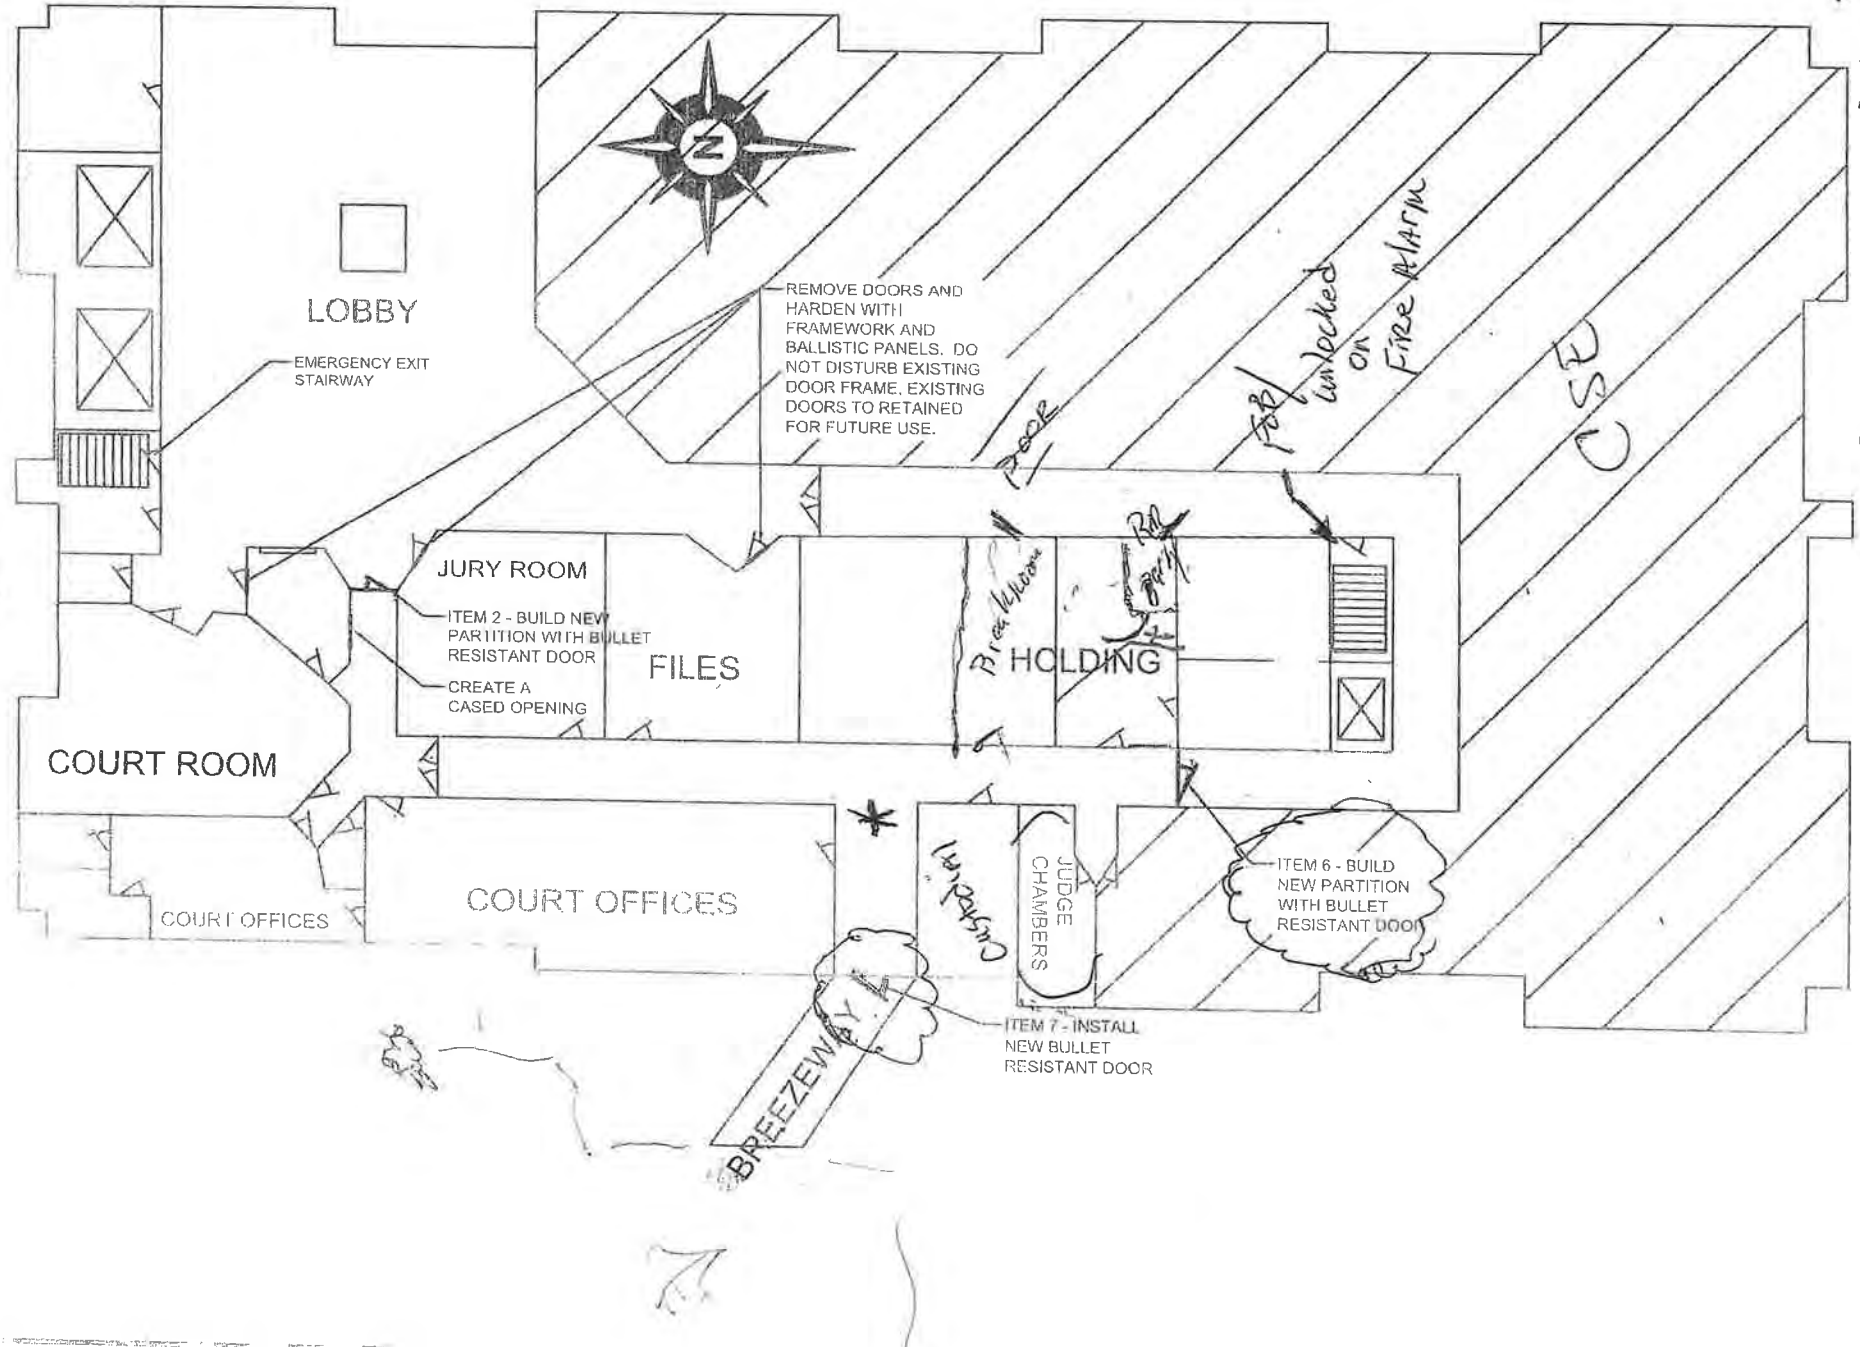 N
LOBBY
EMERGENCY EXIT
STAIRWAY
REMOVE DOORS AND
HARDEN WITH
FRAMEWORK AND
BALLISTIC PANELS. DO
NOT DISTURB EXISTING
DOOR FRAME. EXISTING
DOORS TO RETAINED
FOR FUTURE USE.
DOOR
FOB/
unlocked
on
Fire Alarm
CSE
JURY ROOM
ITEM 2 - BUILD NEW
PARTITION WITH BULLET
RESISTANT DOOR
CREATE A
CASED OPENING
FILES
Break Room
RR
HOLDING
COURT ROOM
COURT OFFICES
COURT OFFICES
Custodial
JUDGE
CHAMBERS
ITEM 6 - BUILD
NEW PARTITION
WITH BULLET
RESISTANT DOOR
ITEM 7 - INSTALL
NEW BULLET
RESISTANT DOOR
BREEZEWAY